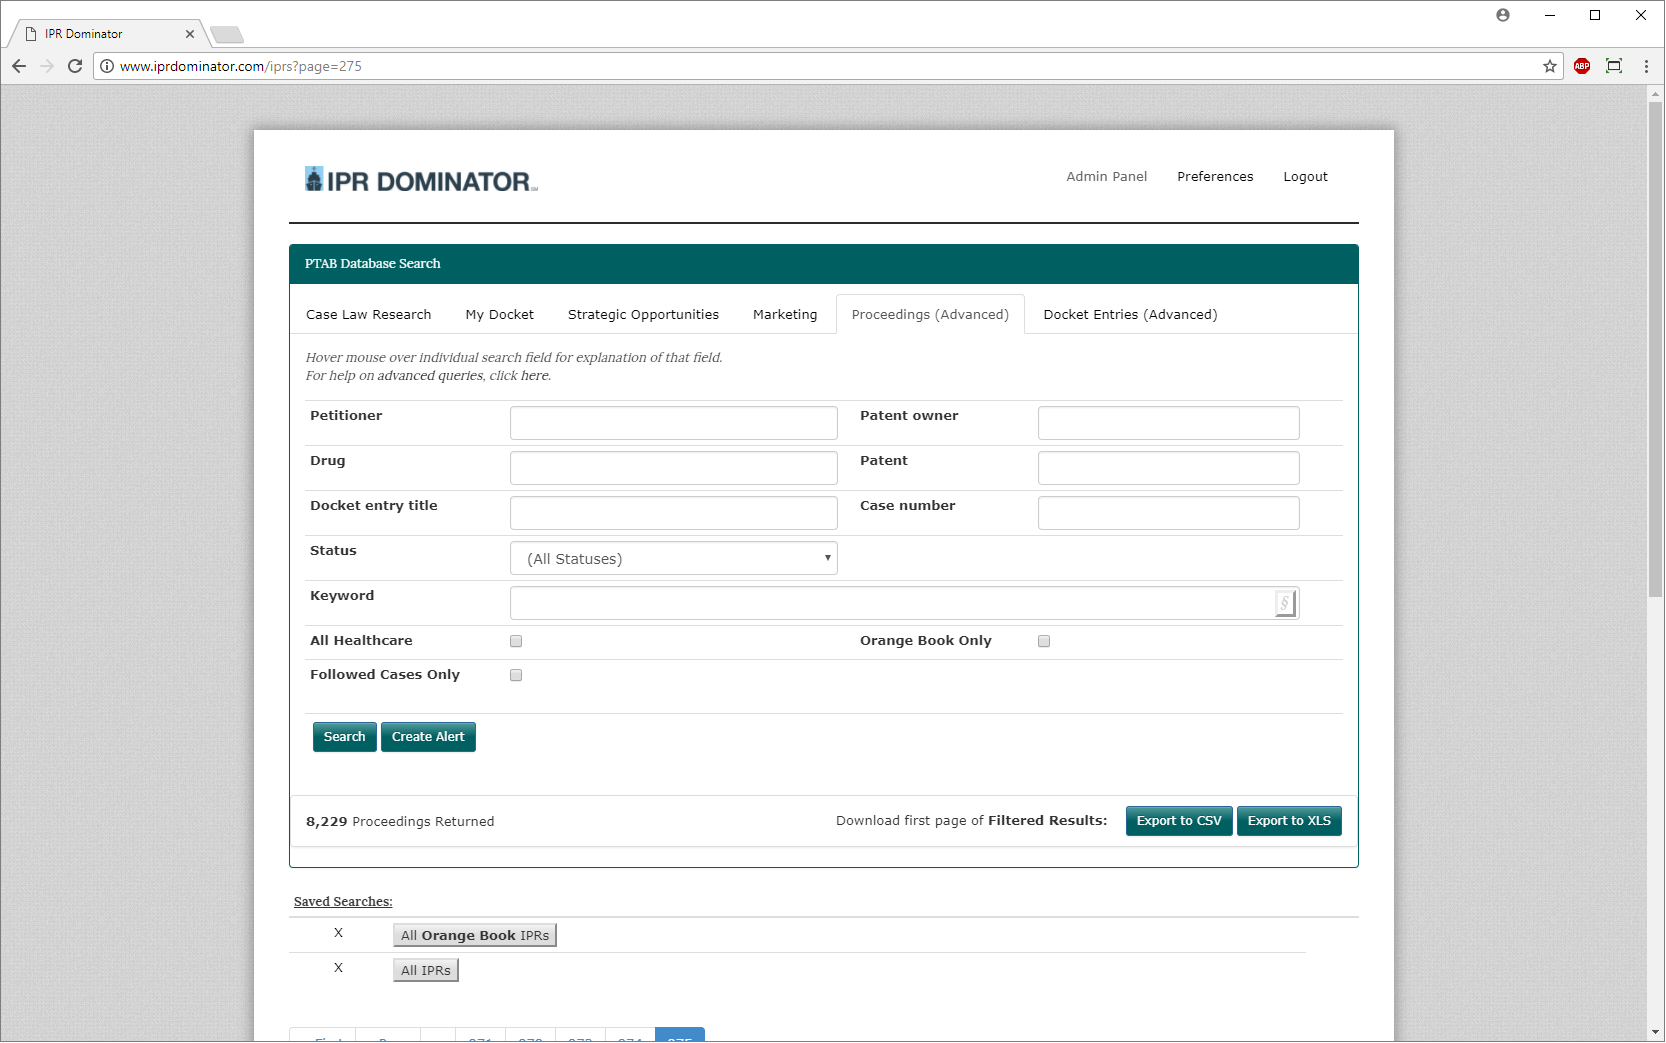 IPR Dominator
www.iprdominator.com/iprs?page=275
ABP
IPR DOMINATOR
Admin Panel Preferences Logout
PTAB Database Search
Case Law Research My Docket Strategic Opportunities Marketing Proceedings (Advanced) Docket Entries (Advanced)
Hover mouse over individual search field for explanation of that field.
For help on advanced queries, click here.
Petitioner Patent owner
Drug Patent
Docket entry title Case number
Status (All Statuses)
Keyword §
All Healthcare Orange Book Only
Followed Cases Only
Search Create Alert
8,229 Proceedings Returned Download first page of Filtered Results: Export to CSV Export to XLS
Saved Searches:
X All Orange Book IPRs
X All IPRs